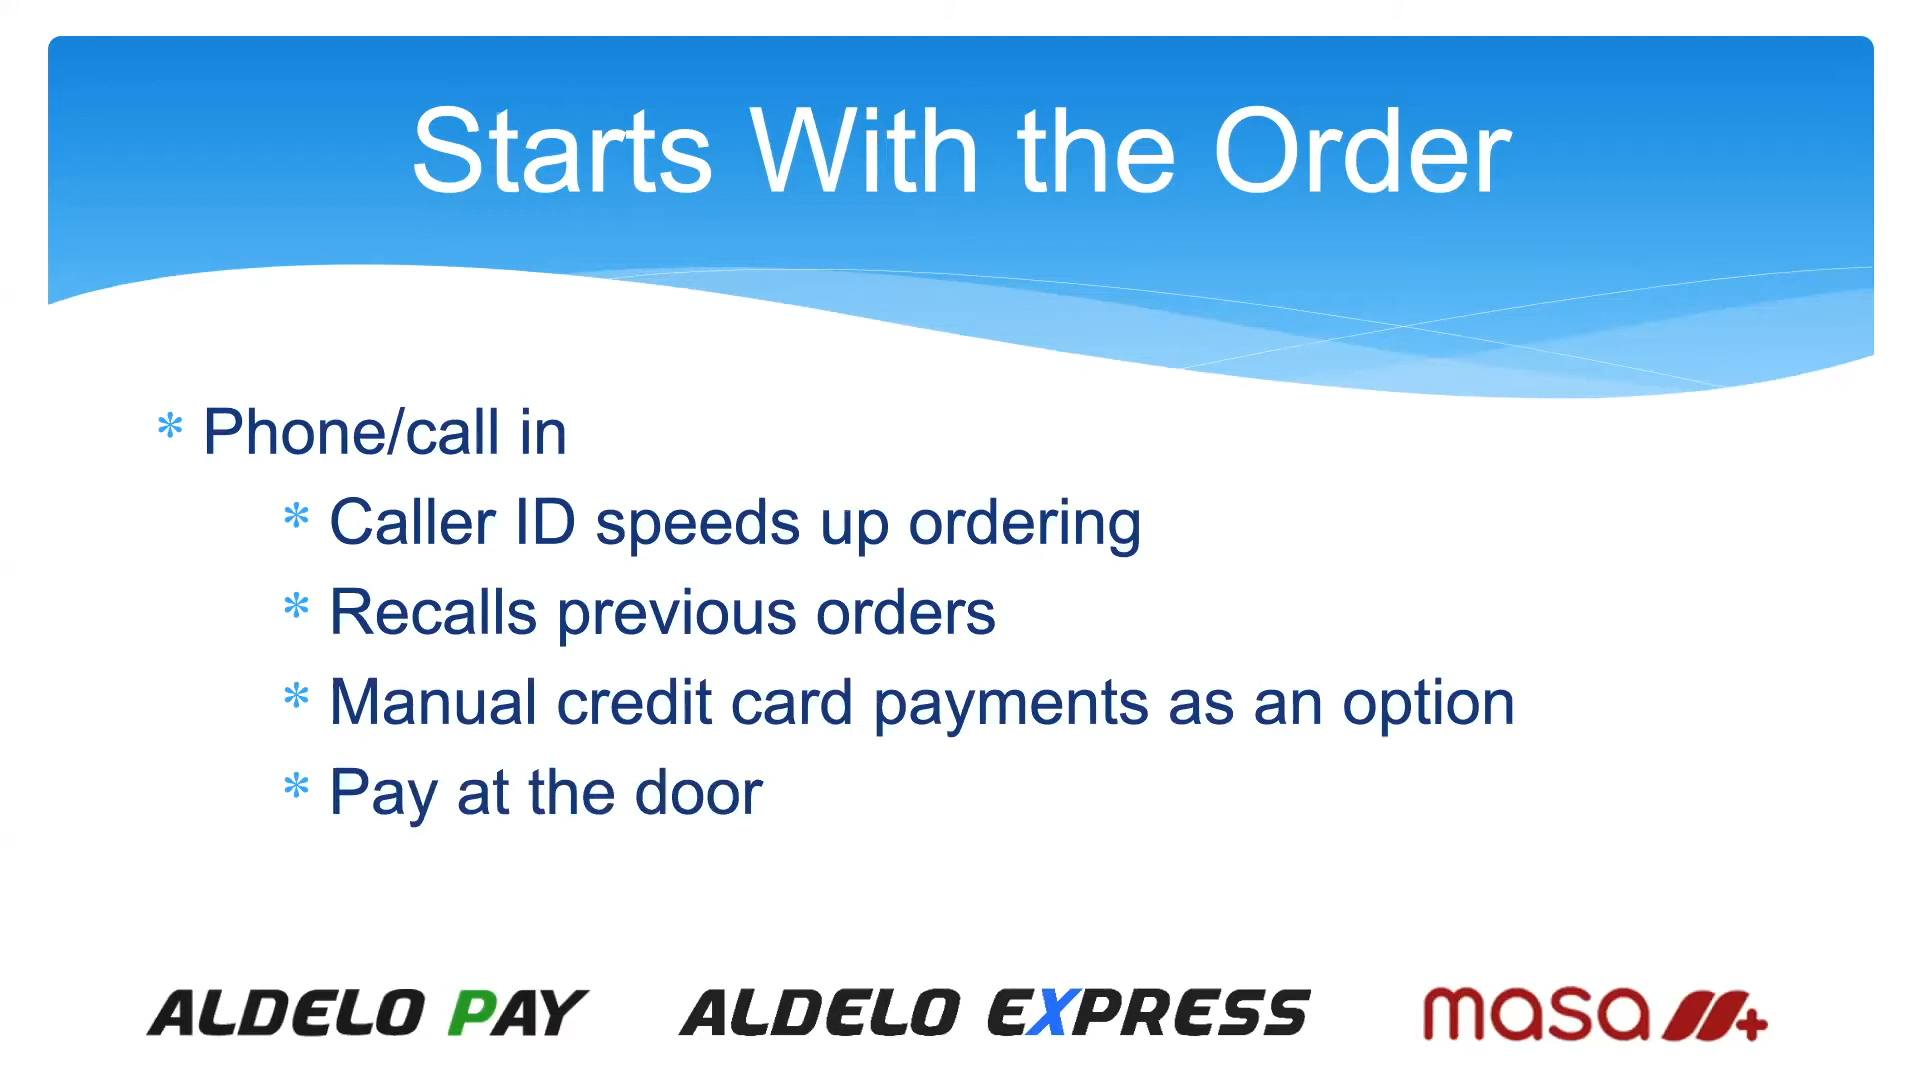 Starts With the Order
* Phone/call in
* Caller ID speeds up ordering
* Recalls previous orders
* Manual credit card payments as an option
* Pay at the door
ALDELO PAY ALDELO EXPRESS masa+